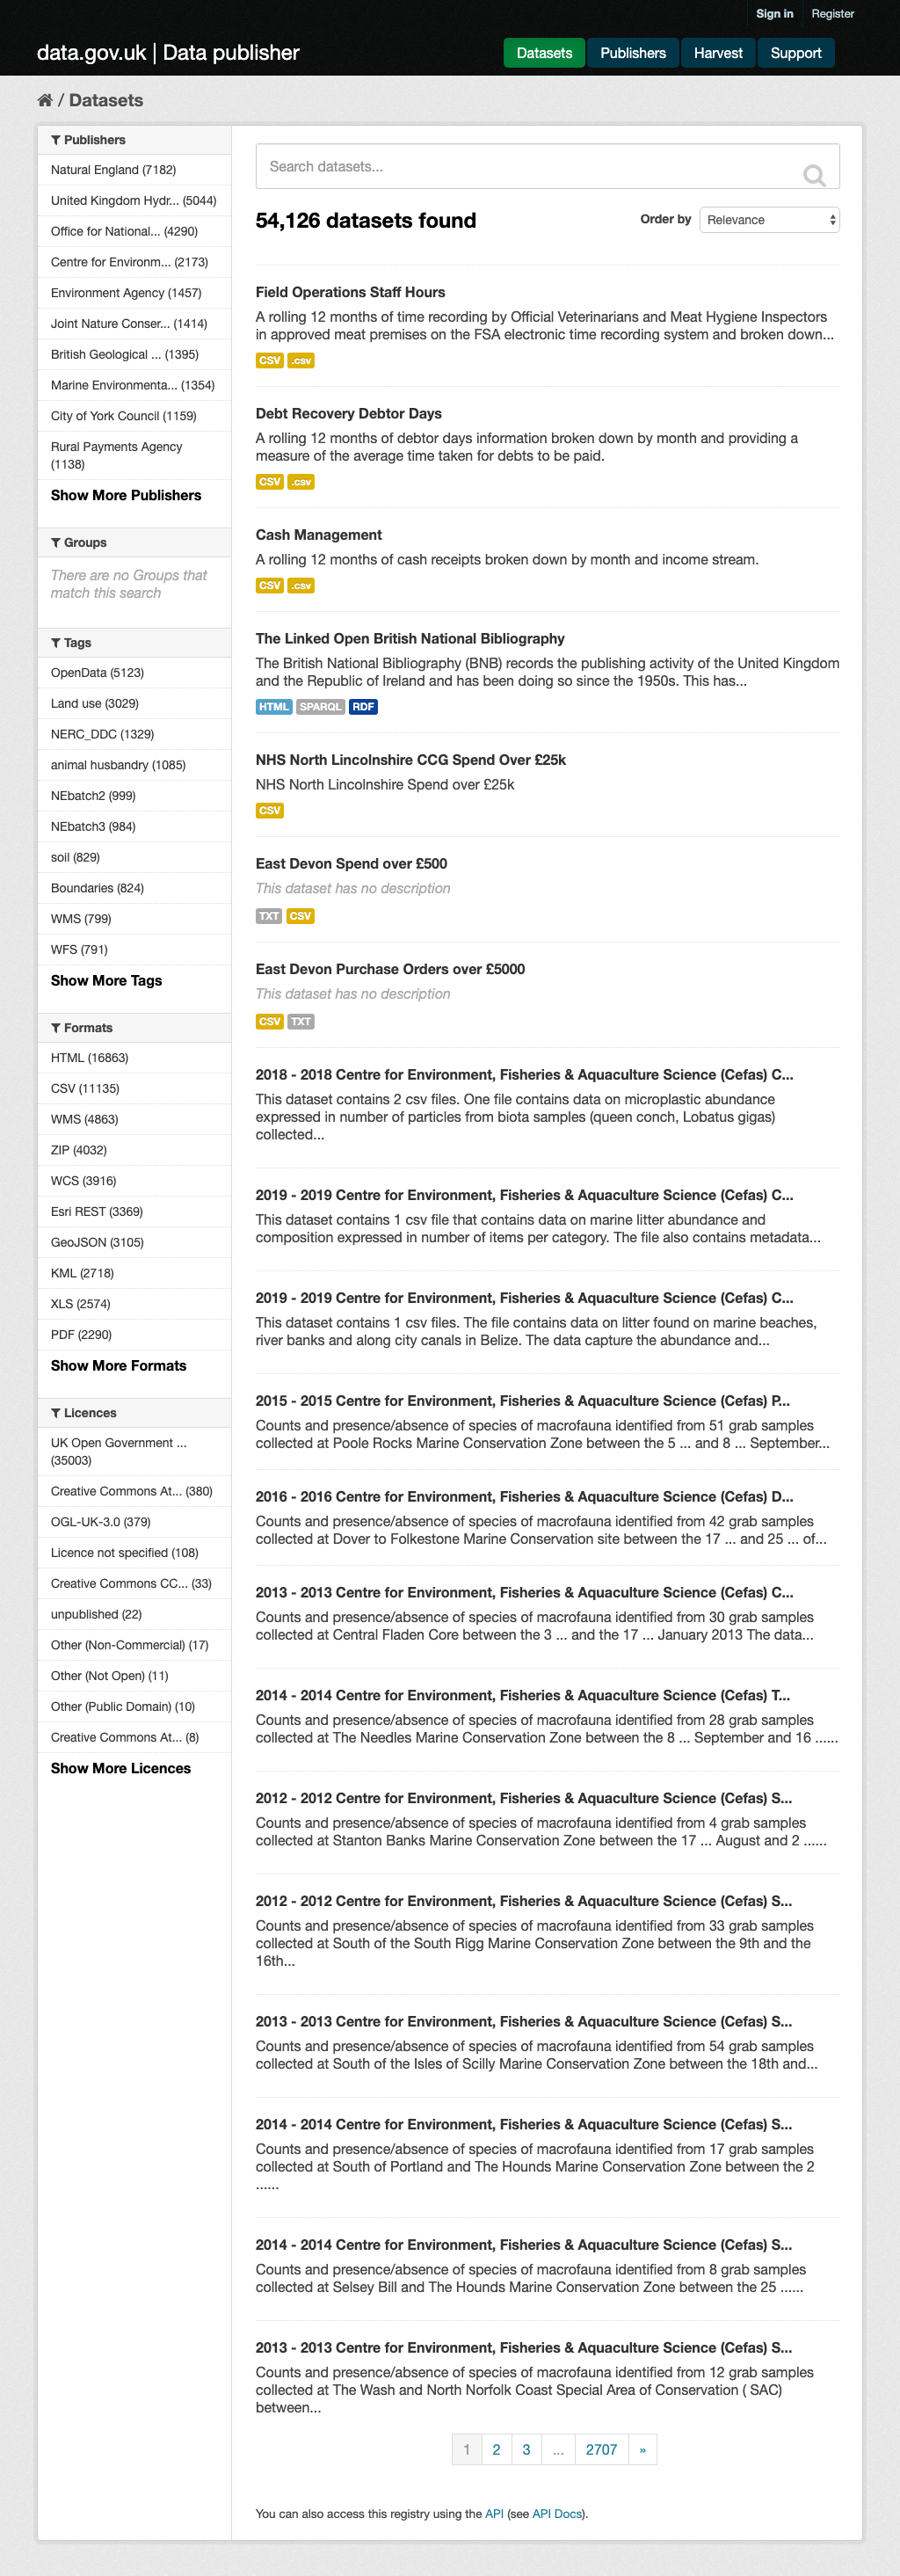 Sign in
Register
data.gov.uk | Data publisher
Datasets
Publishers
Harvest
Support
/ Datasets
Publishers
Natural England (7182)
United Kingdom Hydr... (5044)
Office for National... (4290)
Centre for Environm... (2173)
Environment Agency (1457)
Joint Nature Conser... (1414)
British Geological ... (1395)
Marine Environmenta... (1354)
City of York Council (1159)
Rural Payments Agency
(1138)
Show More Publishers
Groups
There are no Groups that
match this search
Tags
OpenData (5123)
Land use (3029)
NERC_DDC (1329)
animal husbandry (1085)
NEbatch2 (999)
NEbatch3 (984)
soil (829)
Boundaries (824)
WMS (799)
WFS (791)
Show More Tags
Formats
HTML (16863)
CSV (11135)
WMS (4863)
ZIP (4032)
WCS (3916)
Esri REST (3369)
GeoJSON (3105)
KML (2718)
XLS (2574)
PDF (2290)
Show More Formats
Licences
UK Open Government ...
(35003)
Creative Commons At... (380)
OGL-UK-3.0 (379)
Licence not specified (108)
Creative Commons CC... (33)
unpublished (22)
Other (Non-Commercial) (17)
Other (Not Open) (11)
Other (Public Domain) (10)
Creative Commons At... (8)
Show More Licences
Search datasets...
54,126 datasets found
Order by
Relevance
Field Operations Staff Hours
A rolling 12 months of time recording by Official Veterinarians and Meat Hygiene Inspectors
in approved meat premises on the FSA electronic time recording system and broken down...
CSV .csv
Debt Recovery Debtor Days
A rolling 12 months of debtor days information broken down by month and providing a
measure of the average time taken for debts to be paid.
CSV .csv
Cash Management
A rolling 12 months of cash receipts broken down by month and income stream.
CSV .csv
The Linked Open British National Bibliography
The British National Bibliography (BNB) records the publishing activity of the United Kingdom
and the Republic of Ireland and has been doing so since the 1950s. This has...
HTML SPARQL RDF
NHS North Lincolnshire CCG Spend Over £25k
NHS North Lincolnshire Spend over £25k
CSV
East Devon Spend over £500
This dataset has no description
TXT CSV
East Devon Purchase Orders over £5000
This dataset has no description
CSV TXT
2018 - 2018 Centre for Environment, Fisheries & Aquaculture Science (Cefas) C...
This dataset contains 2 csv files. One file contains data on microplastic abundance
expressed in number of particles from biota samples (queen conch, Lobatus gigas)
collected...
2019 - 2019 Centre for Environment, Fisheries & Aquaculture Science (Cefas) C...
This dataset contains 1 csv file that contains data on marine litter abundance and
composition expressed in number of items per category. The file also contains metadata...
2019 - 2019 Centre for Environment, Fisheries & Aquaculture Science (Cefas) C...
This dataset contains 1 csv files. The file contains data on litter found on marine beaches,
river banks and along city canals in Belize. The data capture the abundance and...
2015 - 2015 Centre for Environment, Fisheries & Aquaculture Science (Cefas) P...
Counts and presence/absence of species of macrofauna identified from 51 grab samples
collected at Poole Rocks Marine Conservation Zone between the 5 ... and 8 ... September...
2016 - 2016 Centre for Environment, Fisheries & Aquaculture Science (Cefas) D...
Counts and presence/absence of species of macrofauna identified from 42 grab samples
collected at Dover to Folkestone Marine Conservation site between the 17 ... and 25 ... of...
2013 - 2013 Centre for Environment, Fisheries & Aquaculture Science (Cefas) C...
Counts and presence/absence of species of macrofauna identified from 30 grab samples
collected at Central Fladen Core between the 3 ... and the 17 ... January 2013 The data...
2014 - 2014 Centre for Environment, Fisheries & Aquaculture Science (Cefas) T...
Counts and presence/absence of species of macrofauna identified from 28 grab samples
collected at The Needles Marine Conservation Zone between the 8 ... September and 16 ......
2012 - 2012 Centre for Environment, Fisheries & Aquaculture Science (Cefas) S...
Counts and presence/absence of species of macrofauna identified from 4 grab samples
collected at Stanton Banks Marine Conservation Zone between the 17 ... August and 2 ......
2012 - 2012 Centre for Environment, Fisheries & Aquaculture Science (Cefas) S...
Counts and presence/absence of species of macrofauna identified from 33 grab samples
collected at South of the South Rigg Marine Conservation Zone between the 9th and the
16th...
2013 - 2013 Centre for Environment, Fisheries & Aquaculture Science (Cefas) S...
Counts and presence/absence of species of macrofauna identified from 54 grab samples
collected at South of the Isles of Scilly Marine Conservation Zone between the 18th and...
2014 - 2014 Centre for Environment, Fisheries & Aquaculture Science (Cefas) S...
Counts and presence/absence of species of macrofauna identified from 17 grab samples
collected at South of Portland and The Hounds Marine Conservation Zone between the 2
......
2014 - 2014 Centre for Environment, Fisheries & Aquaculture Science (Cefas) S...
Counts and presence/absence of species of macrofauna identified from 8 grab samples
collected at Selsey Bill and The Hounds Marine Conservation Zone between the 25 ......
2013 - 2013 Centre for Environment, Fisheries & Aquaculture Science (Cefas) S...
Counts and presence/absence of species of macrofauna identified from 12 grab samples
collected at The Wash and North Norfolk Coast Special Area of Conservation ( SAC)
between...
1 2 3 ... 2707 »
You can also access this registry using the API (see API Docs).